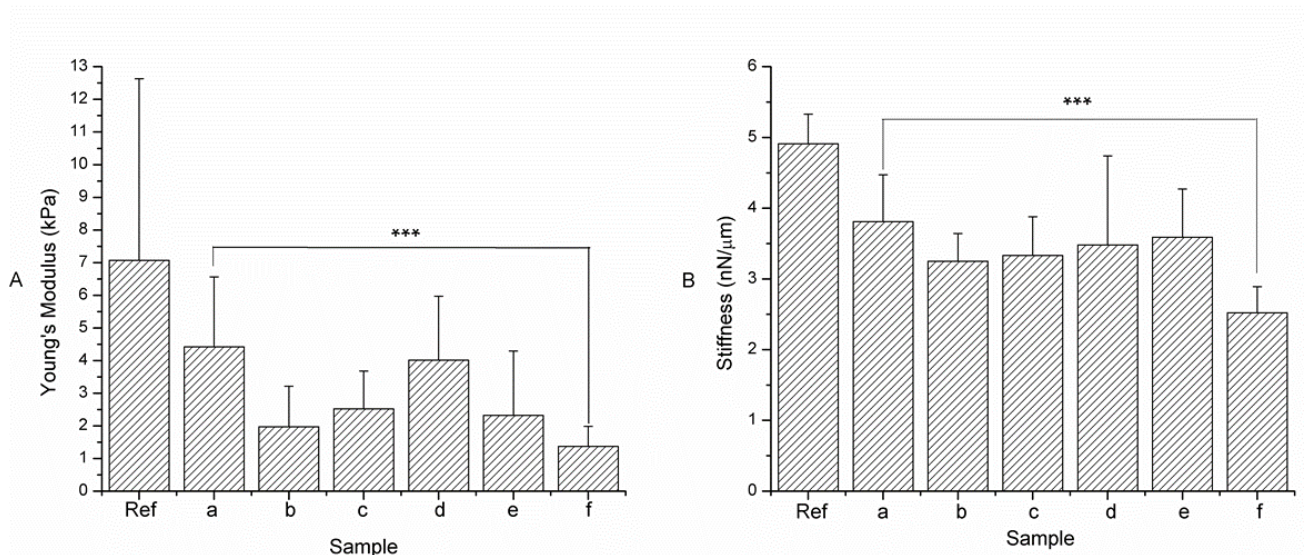 A
Young's Modulus (kPa)
13
12
11
10
9
8
7
6
5
4
3
2
1
0
***
Ref a b c d e f
Sample
B
Stiffness (nN/μm)
6
5
4
3
2
1
0
***
Ref a b c d e f
Sample